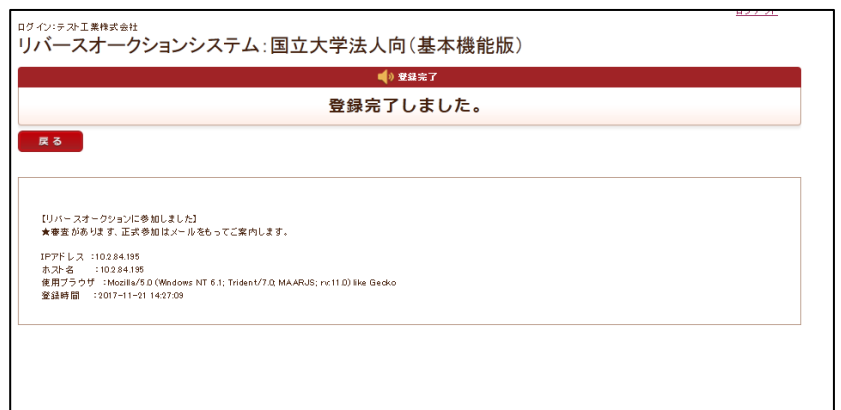 ログアウト
ログイン:テスト工業株式会社
リバースオークションシステム:国立大学法人向(基本機能版)
登録完了
登録完了しました。
戻る
【リバースオークションに参加しました】
★審査があります、正式参加はメールをもってご案内します。
IPアドレス :10.2.84.195
ホスト名 :10.2.84.195
使用ブラウザ :Mozilla/5.0 (Windows NT 6.1; Trident/7.0; MAARJS; rv:11.0) like Gecko
登録時間 :2017-11-21 14:27:09